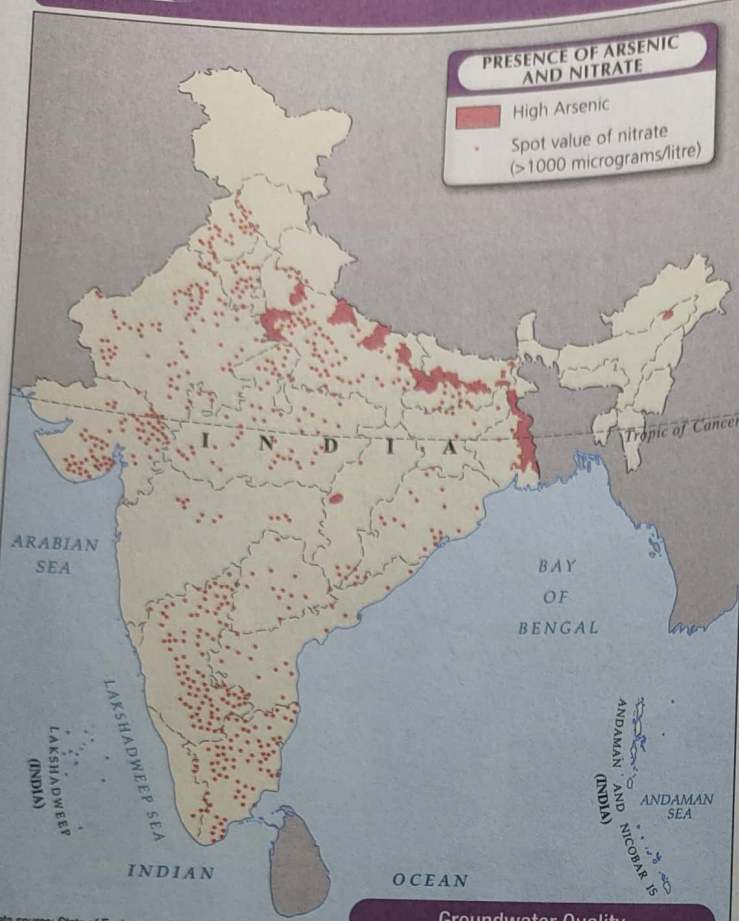 PRESENCE OF ARSENIC
AND NITRATE
High Arsenic
Spot value of nitrate
(>1000 micrograms/litre)
I N D I A
Tropic of Cancer
ARABIAN
SEA
BAY
OF
BENGAL
LAKSHADWEEP SEA
LAKSHADWEEP
(INDIA)
ANDAMAN AND NICOBAR IS
(INDIA)
ANDAMAN
SEA
INDIAN OCEAN
Groundwater Quality